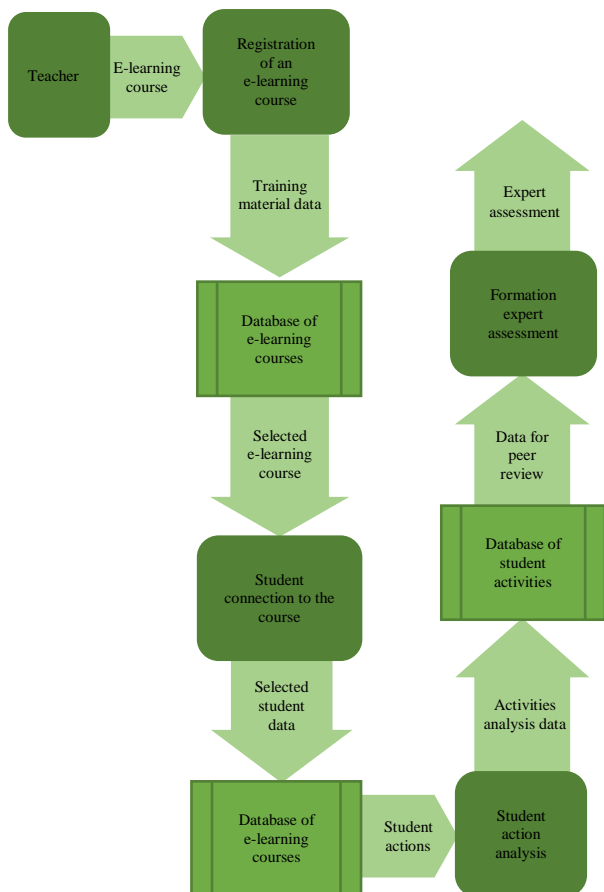 Teacher
E-learning
course
Registration
of an
e-learning
course
Training
material data
Database of
e-learning
courses
Selected
e-learning
course
Student
connection to the
course
Selected
student
data
Database of
e-learning
courses
Student
actions
Student
action
analysis
Activities
analysis data
Database of
student
activities
Data for
peer
review
Formation
expert
assessment
Expert
assessment